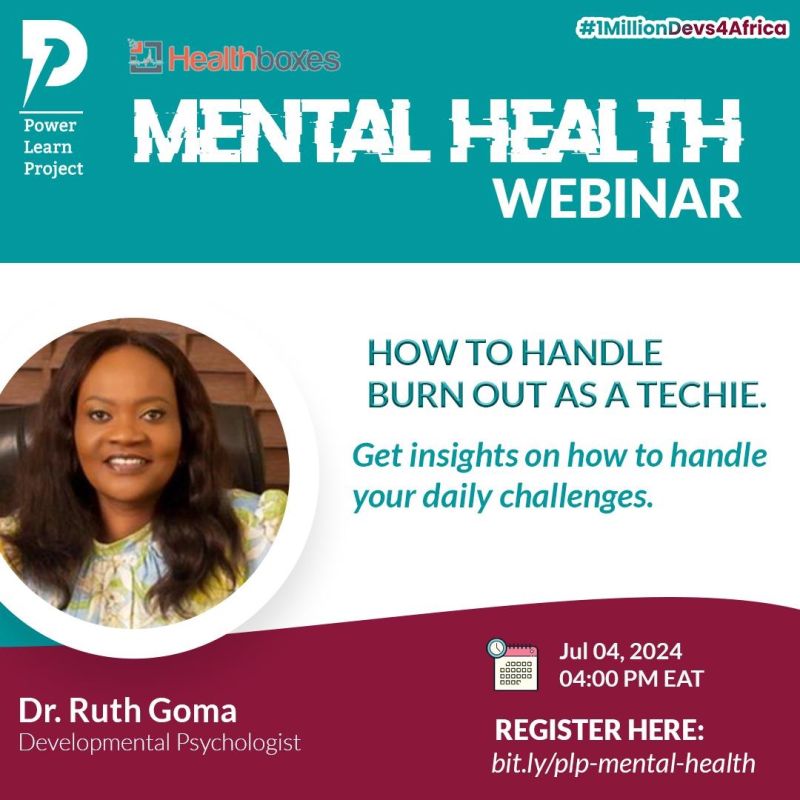 #1MillionDevs4Africa
Power
Learn
Project
Healthboxes
MENTAL HEALTH
WEBINAR
HOW TO HANDLE
BURN OUT AS A TECHIE.
Get insights on how to handle
your daily challenges.
Dr. Ruth Goma
Developmental Psychologist
Jul 04, 2024
04:00 PM EAT
REGISTER HERE:
bit.ly/plp-mental-health